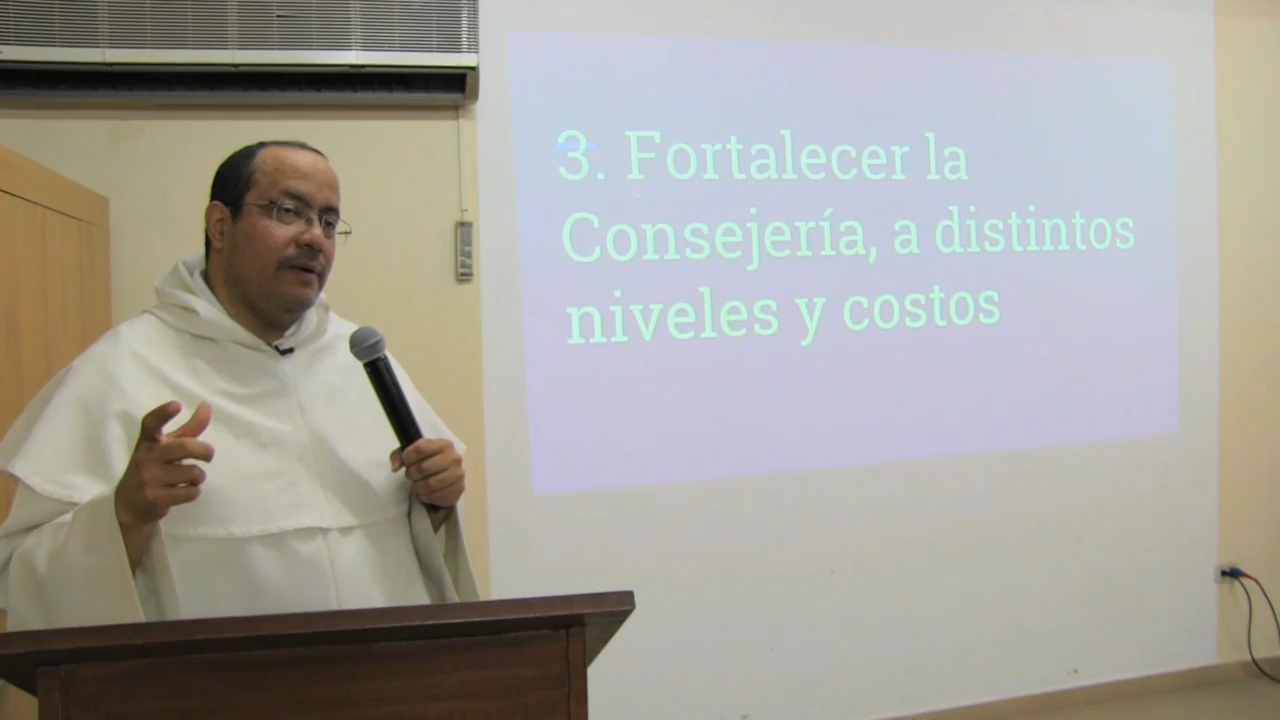 3. Fortalecer la
Consejería, a distintos
niveles y costos